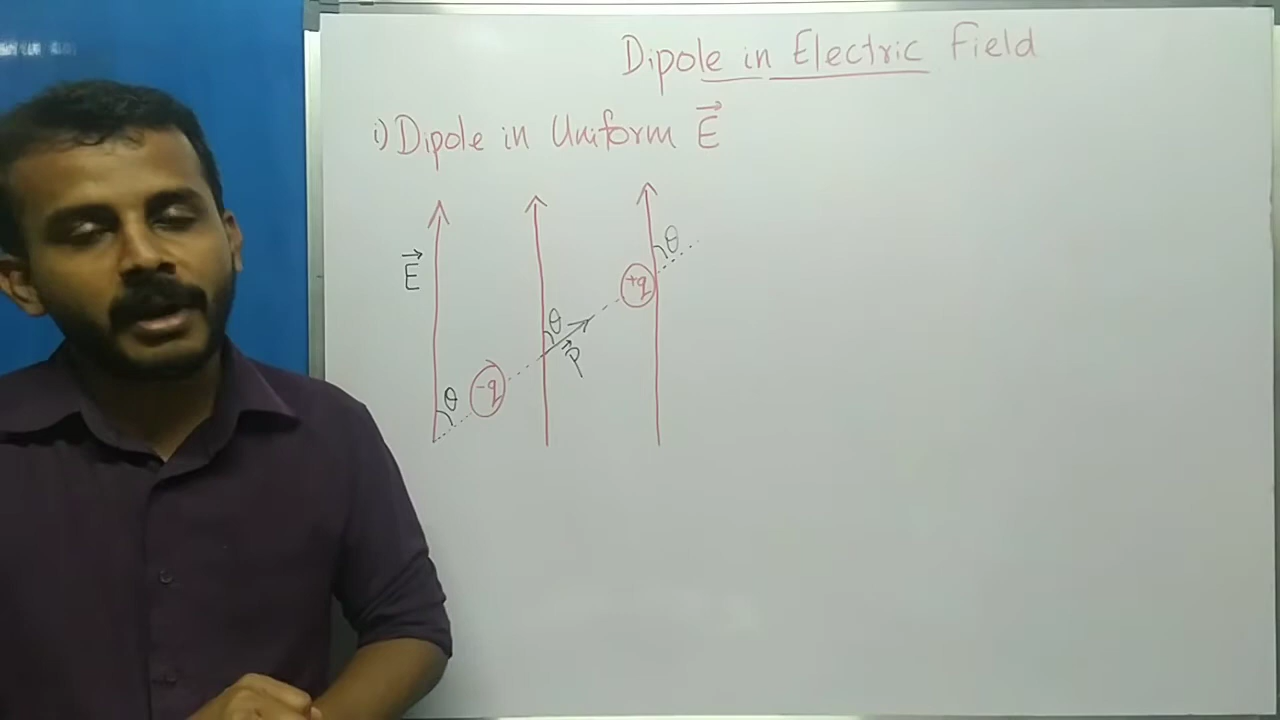 Dipole in Electric Field
i) Dipole in Uniform E⃗
E⃗
θ
-q
θ
P⃗
+q
θ